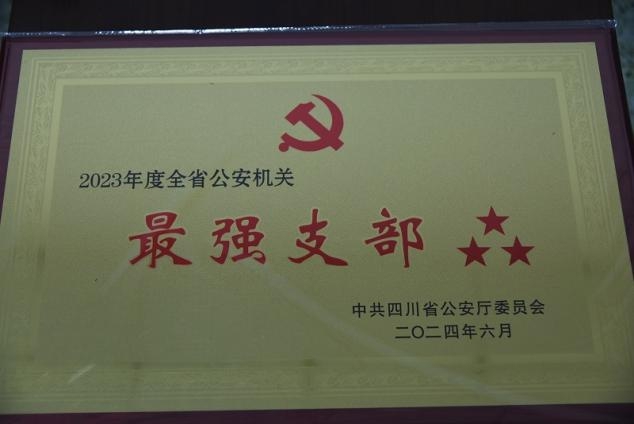 2023年度全省公安机关
最强支部
中共四川省公安厅委员会
二〇二四年六月